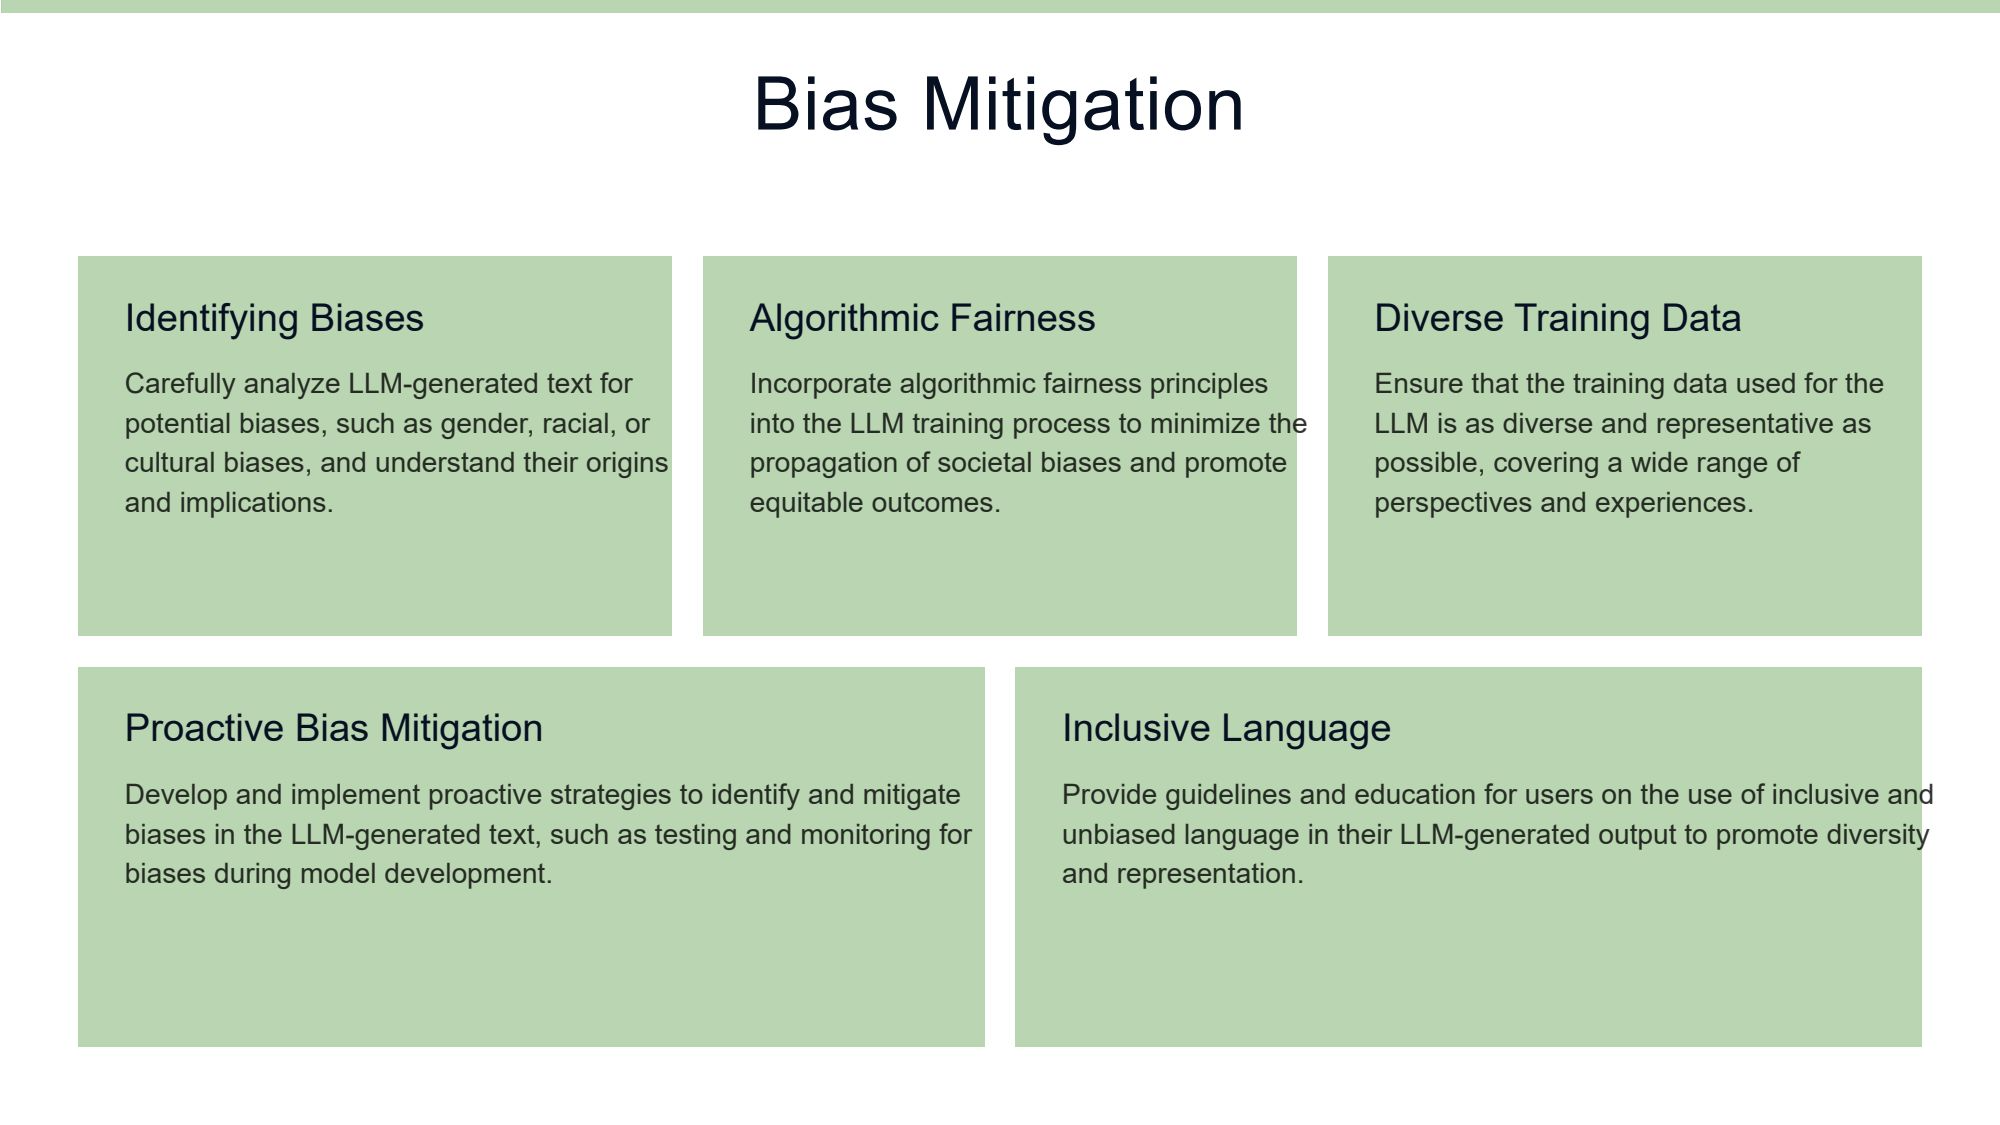 Bias Mitigation
Identifying Biases
Carefully analyze LLM-generated text for
potential biases, such as gender, racial, or
cultural biases, and understand their origins
and implications.
Algorithmic Fairness
Incorporate algorithmic fairness principles
into the LLM training process to minimize the
propagation of societal biases and promote
equitable outcomes.
Diverse Training Data
Ensure that the training data used for the
LLM is as diverse and representative as
possible, covering a wide range of
perspectives and experiences.
Proactive Bias Mitigation
Develop and implement proactive strategies to identify and mitigate
biases in the LLM-generated text, such as testing and monitoring for
biases during model development.
Inclusive Language
Provide guidelines and education for users on the use of inclusive and
unbiased language in their LLM-generated output to promote diversity
and representation.